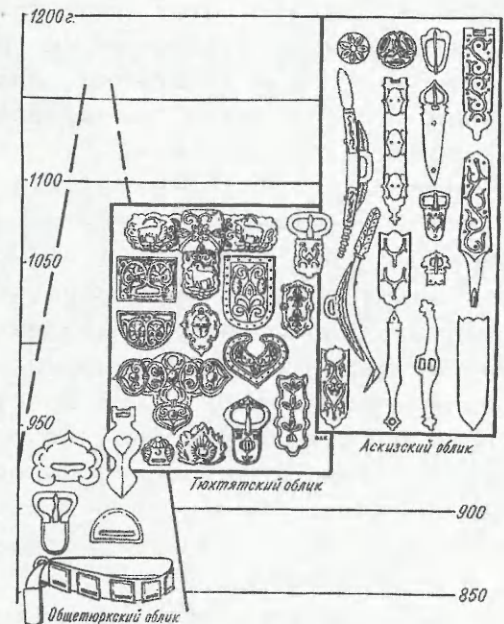 1200 г.
1100
1050
950
Аскизский облик
Тюхтятский облик
900
850
Общетюркский облик